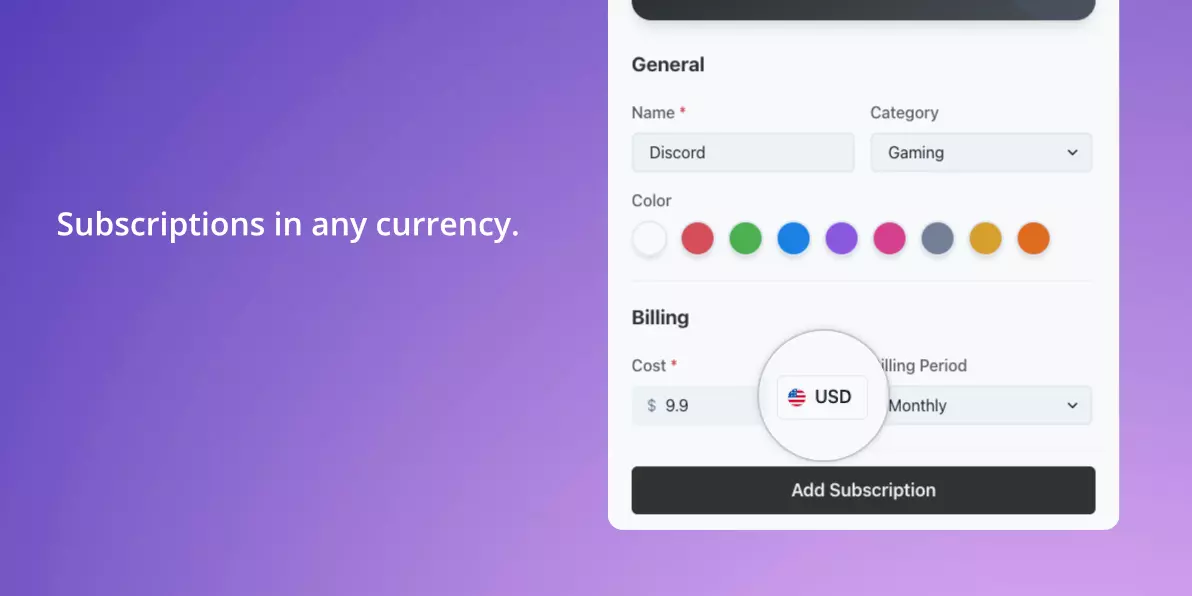 Subscriptions in any currency.
General
Name *
Category
Discord
Gaming
Color
Billing
Cost *
illing Period
$ 9.9
USD
Monthly
Add Subscription